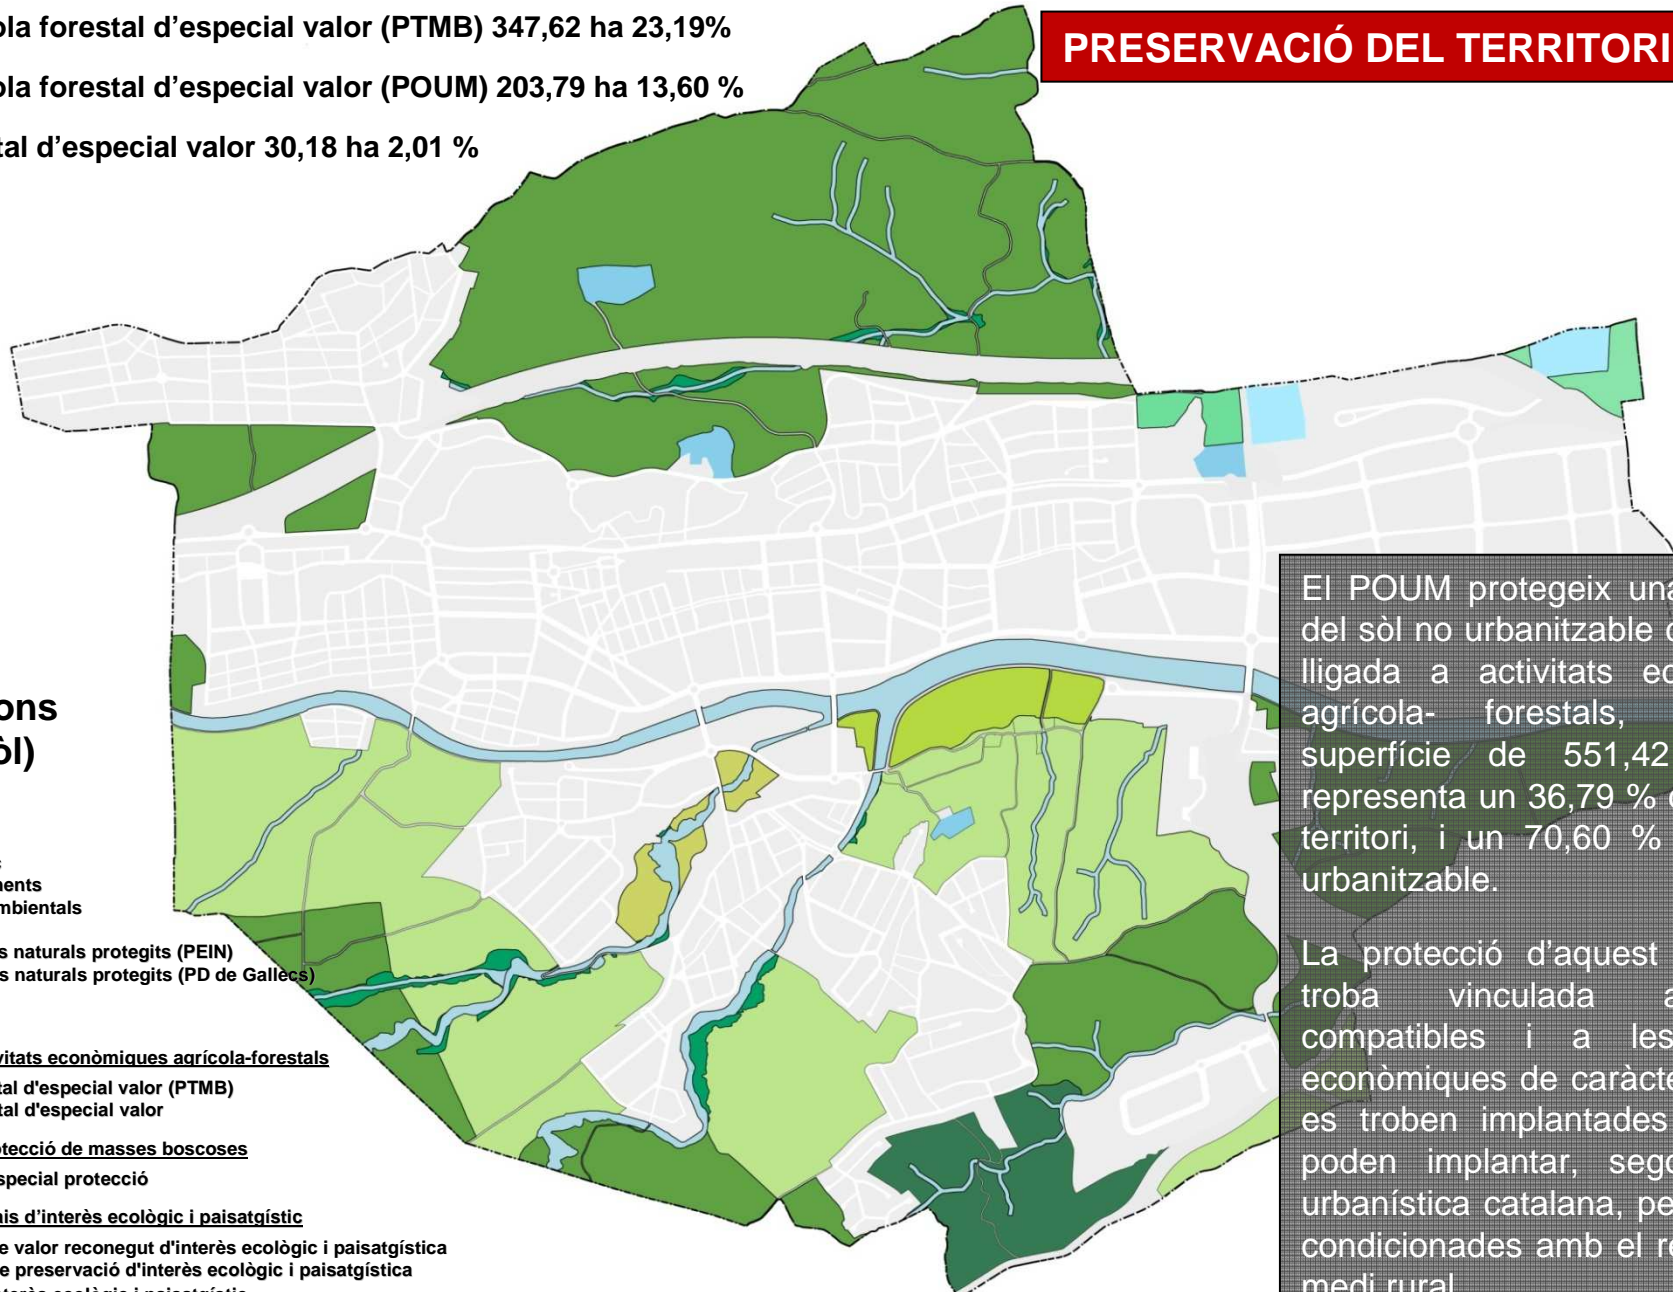 ola forestal d'especial valor (PTMB) 347,62 ha 23,19%
ola forestal d'especial valor (POUM) 203,79 ha 13,60 %
tal d'especial valor 30,18 ha 2,01 %
PRESERVACIÓ DEL TERRITORI
ons
òl)
nents
mbientals
s naturals protegits (PEIN)
s naturals protegits (PD de Gallecs)
vitats econòmiques agrícola-forestals
tal d'especial valor (PTMB)
tal d'especial valor
otecció de masses boscoses
special protecció
ais d'interès ecològic i paisatgístic
e valor reconegut d'interès ecològic i paisatgística
e preservació d'interès ecològic i paisatgística
nterès ecològic i paisatgístic
El POUM protegeix una
del sòl no urbanitzable
lligada a activitats ec
agrícola- forestals,
superfície de 551,42
representa un 36,79 %
territori, i un 70,60 %
urbanitzable.
La protecció d'aquest
troba vinculada a
compatibles i a les
econòmiques de caràcte
es troben implantades
poden implantar, sego
urbanística catalana, pe
condicionades amb el re
medi rural